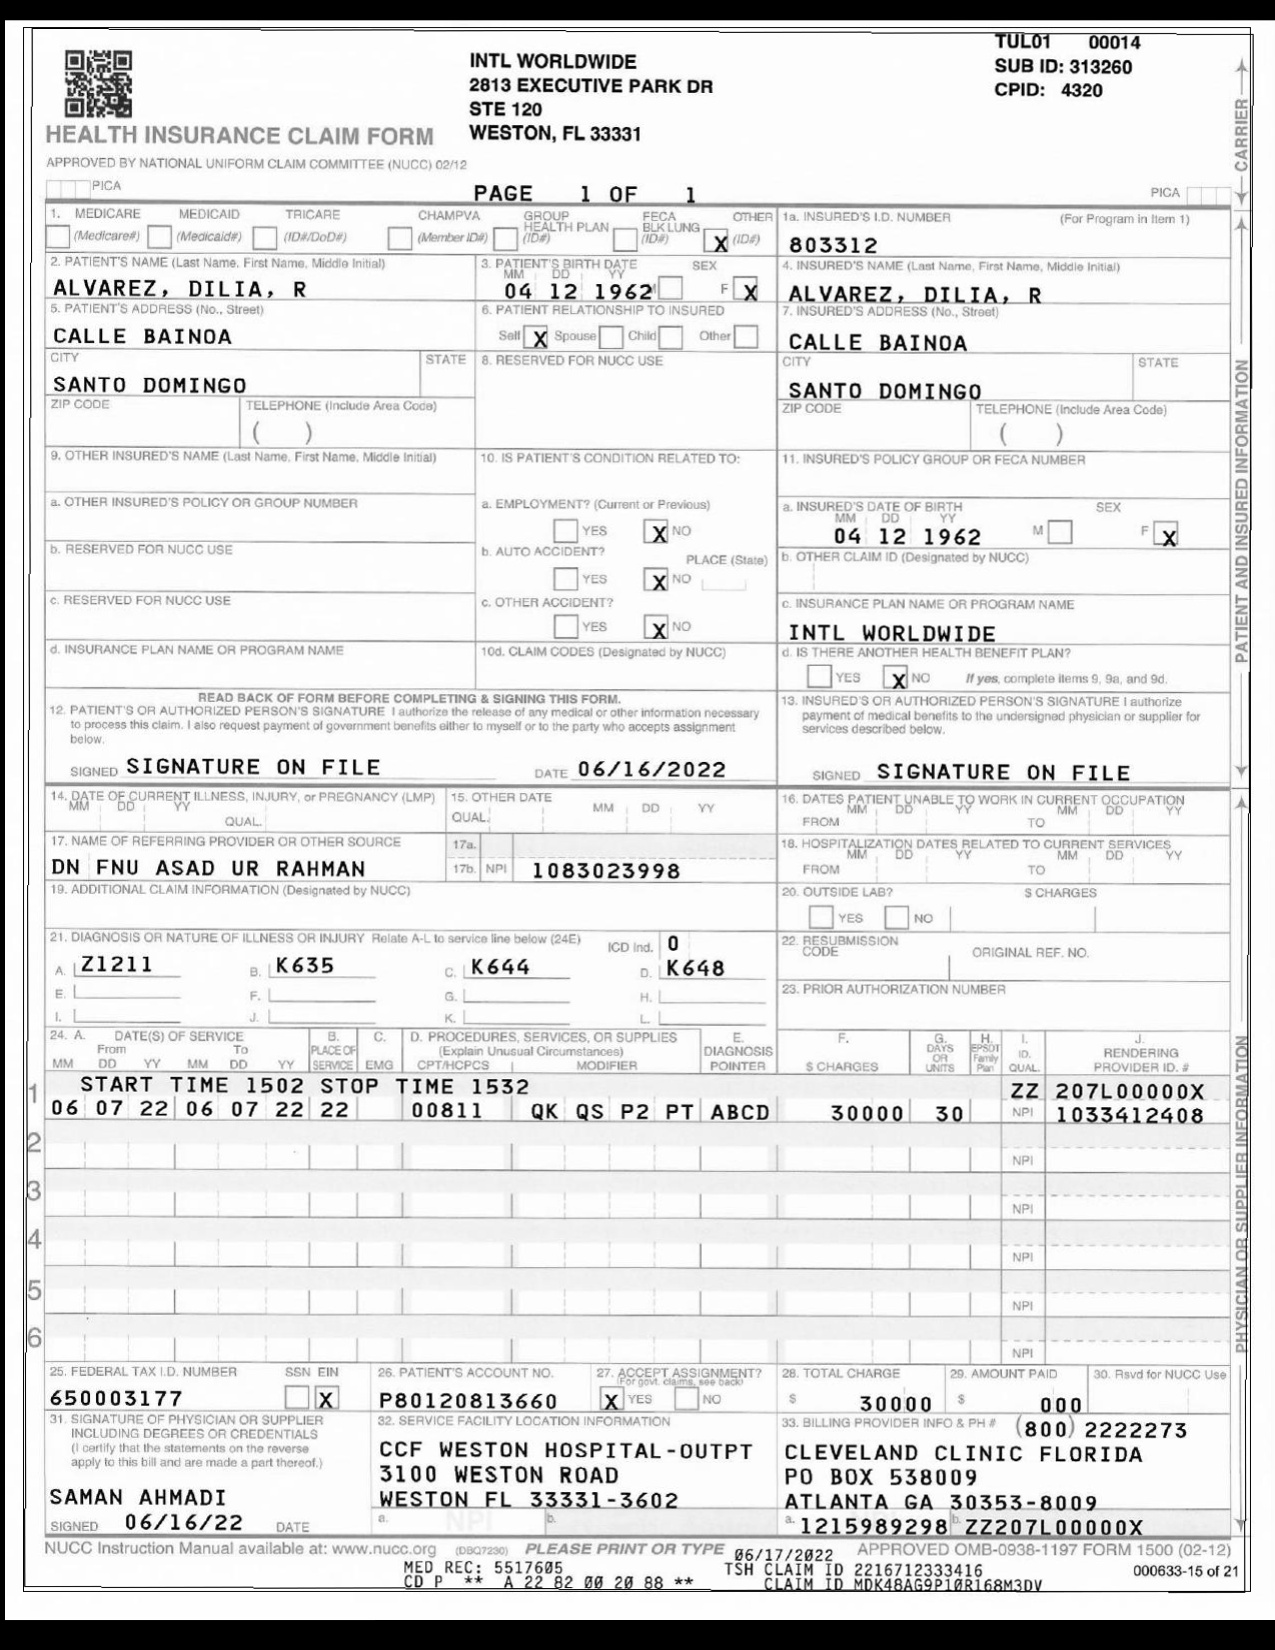 TUL01 00014
INTL WORLDWIDE
SUB ID: 313260
2813 EXECUTIVE PARK DR
CPID: 4320
STE 120
HEALTH INSURANCE CLAIM FORM
WESTON, FL 33331
APPROVED BY NATIONAL UNIFORM CLAIM COMMITTEE (NUCC) 02/12
CARRIER
PICA
PAGE 1 OF 1
PICA
1. MEDICARE MEDICAID TRICARE CHAMPVA GROUP HEALTH PLAN FECA BLK LUNG OTHER
(Medicare#) (Medicaid#) (ID#/DoD#) (Member ID#) (ID#) (ID#) X (ID#)
1a. INSURED'S I.D. NUMBER (For Program in Item 1)
803312
2. PATIENT'S NAME (Last Name, First Name, Middle Initial)
ALVAREZ, DILIA, R
3. PATIENT'S BIRTH DATE SEX
MM DD YY
04 12 1962 F X
4. INSURED'S NAME (Last Name, First Name, Middle Initial)
ALVAREZ, DILIA, R
5. PATIENT'S ADDRESS (No., Street)
CALLE BAINOA
6. PATIENT RELATIONSHIP TO INSURED
Self X Spouse Child Other
7. INSURED'S ADDRESS (No., Street)
CALLE BAINOA
CITY STATE
SANTO DOMINGO
8. RESERVED FOR NUCC USE
CITY STATE
SANTO DOMINGO
ZIP CODE TELEPHONE (Include Area Code)
( )
ZIP CODE TELEPHONE (Include Area Code)
( )
9. OTHER INSURED'S NAME (Last Name, First Name, Middle Initial)
10. IS PATIENT'S CONDITION RELATED TO:
11. INSURED'S POLICY GROUP OR FECA NUMBER
a. OTHER INSURED'S POLICY OR GROUP NUMBER
a. EMPLOYMENT? (Current or Previous)
YES X NO
a. INSURED'S DATE OF BIRTH SEX
MM DD YY
04 12 1962 M F X
b. RESERVED FOR NUCC USE
b. AUTO ACCIDENT? PLACE (State)
YES X NO
b. OTHER CLAIM ID (Designated by NUCC)
c. RESERVED FOR NUCC USE
c. OTHER ACCIDENT?
YES X NO
c. INSURANCE PLAN NAME OR PROGRAM NAME
INTL WORLDWIDE
d. INSURANCE PLAN NAME OR PROGRAM NAME
10d. CLAIM CODES (Designated by NUCC)
d. IS THERE ANOTHER HEALTH BENEFIT PLAN?
YES X NO If yes, complete items 9, 9a, and 9d.
PATIENT AND INSURED INFORMATION
READ BACK OF FORM BEFORE COMPLETING & SIGNING THIS FORM.
12. PATIENT'S OR AUTHORIZED PERSON'S SIGNATURE I authorize the release of any medical or other information necessary
to process this claim. I also request payment of government benefits either to myself or to the party who accepts assignment
below.
SIGNED SIGNATURE ON FILE DATE 06/16/2022
13. INSURED'S OR AUTHORIZED PERSON'S SIGNATURE I authorize
payment of medical benefits to the undersigned physician or supplier for
services described below.
SIGNED SIGNATURE ON FILE
14. DATE OF CURRENT ILLNESS, INJURY, or PREGNANCY (LMP)
MM DD YY
QUAL.
15. OTHER DATE
QUAL. MM DD YY
16. DATES PATIENT UNABLE TO WORK IN CURRENT OCCUPATION
MM DD YY MM DD YY
FROM TO
17. NAME OF REFERRING PROVIDER OR OTHER SOURCE
DN FNU ASAD UR RAHMAN
17a.
17b. NPI 1083023998
18. HOSPITALIZATION DATES RELATED TO CURRENT SERVICES
MM DD YY MM DD YY
FROM TO
19. ADDITIONAL CLAIM INFORMATION (Designated by NUCC)
20. OUTSIDE LAB? $ CHARGES
YES NO
21. DIAGNOSIS OR NATURE OF ILLNESS OR INJURY Relate A-L to service line below (24E) ICD Ind. 0
A. Z1211 B. K635 C. K644 D. K648
E. F. G. H.
I. J. K. L.
22. RESUBMISSION CODE ORIGINAL REF. NO.
23. PRIOR AUTHORIZATION NUMBER
24. A. DATE(S) OF SERVICE B. C. D. PROCEDURES, SERVICES, OR SUPPLIES E. F. G. H. I. J.
From To PLACE OF (Explain Unusual Circumstances) DIAGNOSIS DAYS OR EPSDT Family ID. RENDERING
MM DD YY MM DD YY SERVICE EMG CPT/HCPCS MODIFIER POINTER $ CHARGES UNITS Plan QUAL. PROVIDER ID. #
1 START TIME 1502 STOP TIME 1532 ZZ 207L00000X
06 07 22 06 07 22 22 00811 QK QS P2 PT ABCD 30000 30 NPI 1033412408
2 NPI
3 NPI
4 NPI
5 NPI
6 NPI
PHYSICIAN OR SUPPLIER INFORMATION
25. FEDERAL TAX I.D. NUMBER SSN EIN
650003177 X
26. PATIENT'S ACCOUNT NO.
P80120813660
27. ACCEPT ASSIGNMENT?
(For govt. claims, see back)
X YES NO
28. TOTAL CHARGE
$ 30000
29. AMOUNT PAID
$ 000
30. Rsvd for NUCC Use
31. SIGNATURE OF PHYSICIAN OR SUPPLIER
INCLUDING DEGREES OR CREDENTIALS
(I certify that the statements on the reverse
apply to this bill and are made a part thereof.)
SAMAN AHMADI
SIGNED 06/16/22 DATE
32. SERVICE FACILITY LOCATION INFORMATION
CCF WESTON HOSPITAL-OUTPT
3100 WESTON ROAD
WESTON FL 33331-3602
a. NPI b.
33. BILLING PROVIDER INFO & PH # (800) 2222273
CLEVELAND CLINIC FLORIDA
PO BOX 538009
ATLANTA GA 30353-8009
a. 1215989298 b. ZZ207L00000X
NUCC Instruction Manual available at: www.nucc.org (DBQ7230) PLEASE PRINT OR TYPE 06/17/2022 APPROVED OMB-0938-1197 FORM 1500 (02-12)
MED REC: 5517605 TSH CLAIM ID 2216712333416 000633-15 of 21
CD P ** A 22 82 00 20 88 ** CLAIM ID MDK48AG9P10R168M3DV